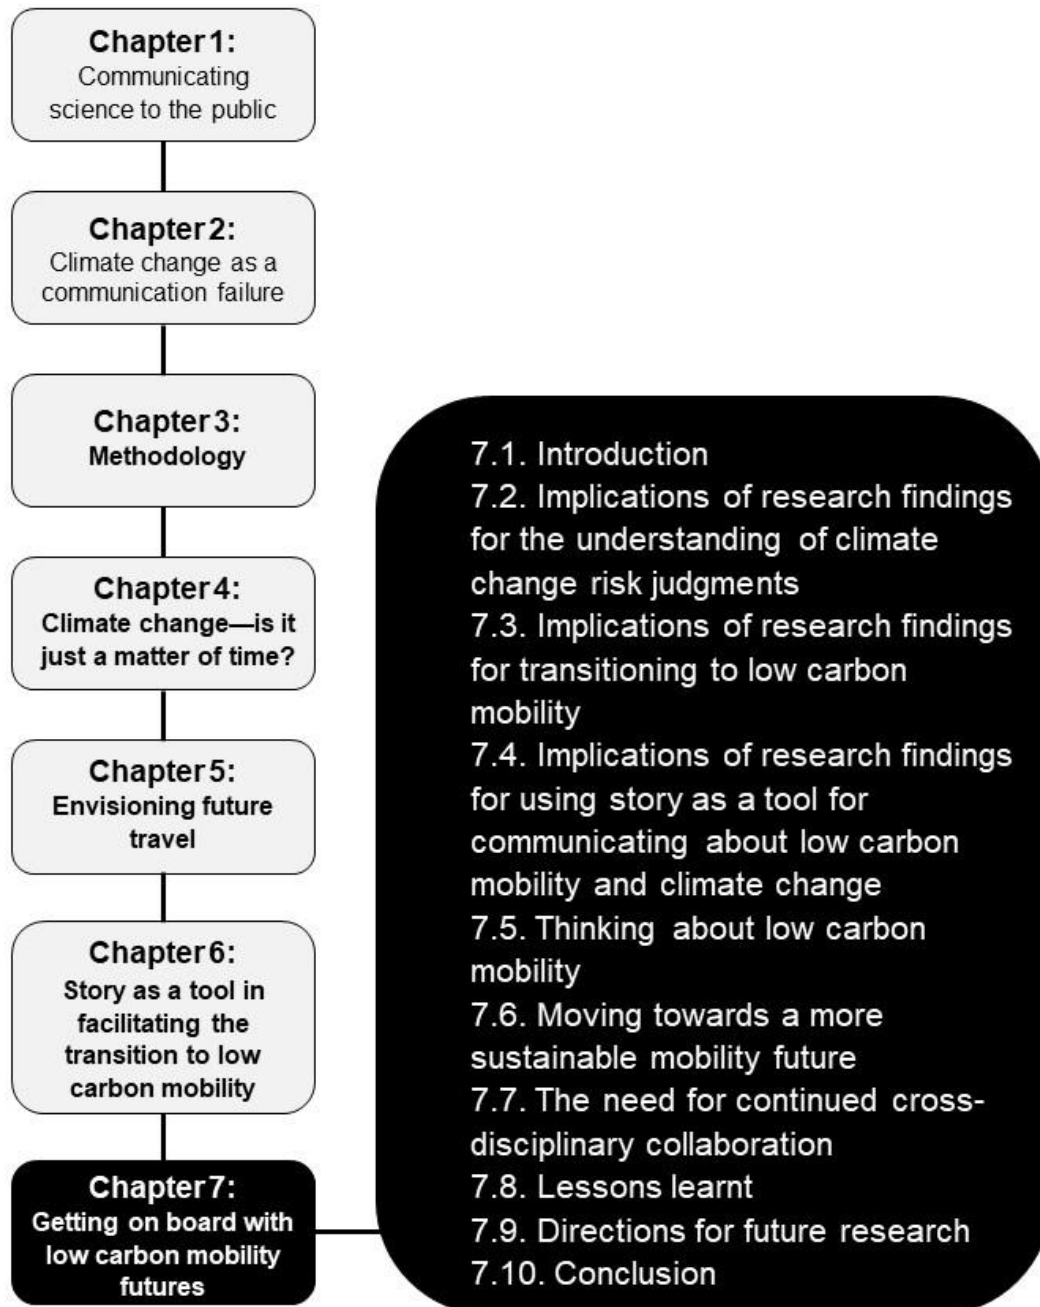 Chapter 1:
Communicating
science to the public
Chapter 2:
Climate change as a
communication failure
Chapter 3:
Methodology
Chapter 4:
Climate change—is it
just a matter of time?
Chapter 5:
Envisioning future
travel
Chapter 6:
Story as a tool in
facilitating the
transition to low
carbon mobility
Chapter 7:
Getting on board with
low carbon mobility
futures
7.1. Introduction
7.2. Implications of research findings
for the understanding of climate
change risk judgments
7.3. Implications of research findings
for transitioning to low carbon
mobility
7.4. Implications of research findings
for using story as a tool for
communicating about low carbon
mobility and climate change
7.5. Thinking about low carbon
mobility
7.6. Moving towards a more
sustainable mobility future
7.7. The need for continued cross-
disciplinary collaboration
7.8. Lessons learnt
7.9. Directions for future research
7.10. Conclusion